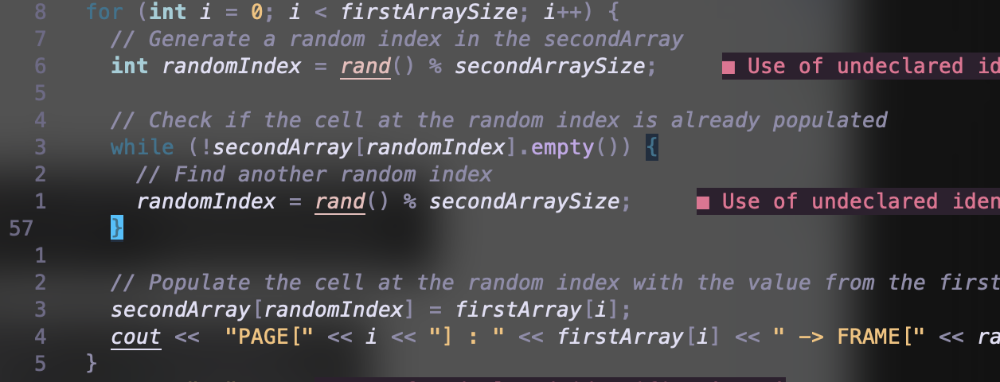 8 for (int i = 0; i < firstArraySize; i++) {
7 // Generate a random index in the secondArray
6 int randomIndex = rand() % secondArraySize; ■ Use of undeclared id
5
4 // Check if the cell at the random index is already populated
3 while (!secondArray[randomIndex].empty()) {
2 // Find another random index
1 randomIndex = rand() % secondArraySize; ■ Use of undeclared iden
57 }
1
2 // Populate the cell at the random index with the value from the first
3 secondArray[randomIndex] = firstArray[i];
4 cout << "PAGE[" << i << "] : " << firstArray[i] << " -> FRAME[" << ra
5 }